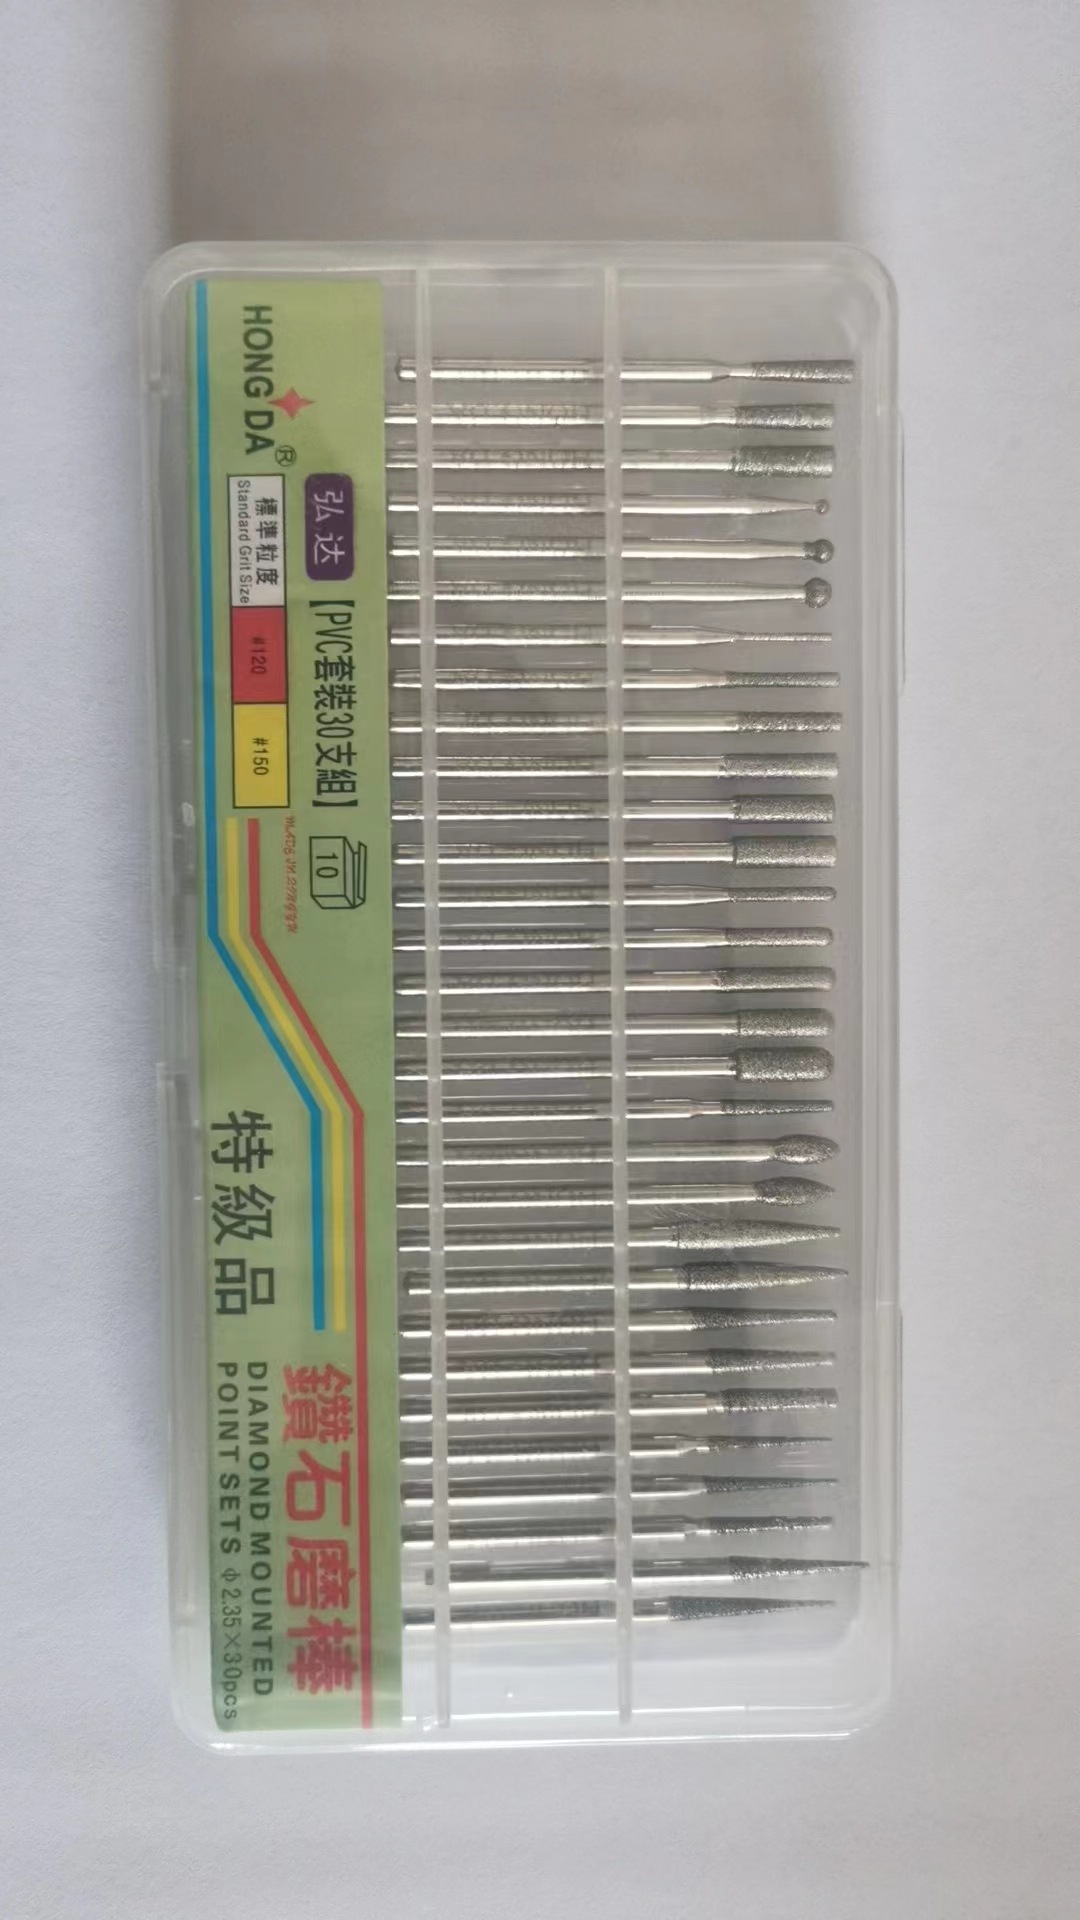 HONG DA®
弘达
標準粒度
Standard Grit Size
#120
#150
【PVC套裝30支組】
10
特級品
鑽石磨棒
DIAMOND MOUNTED
POINT SETS φ2.35×30pcs